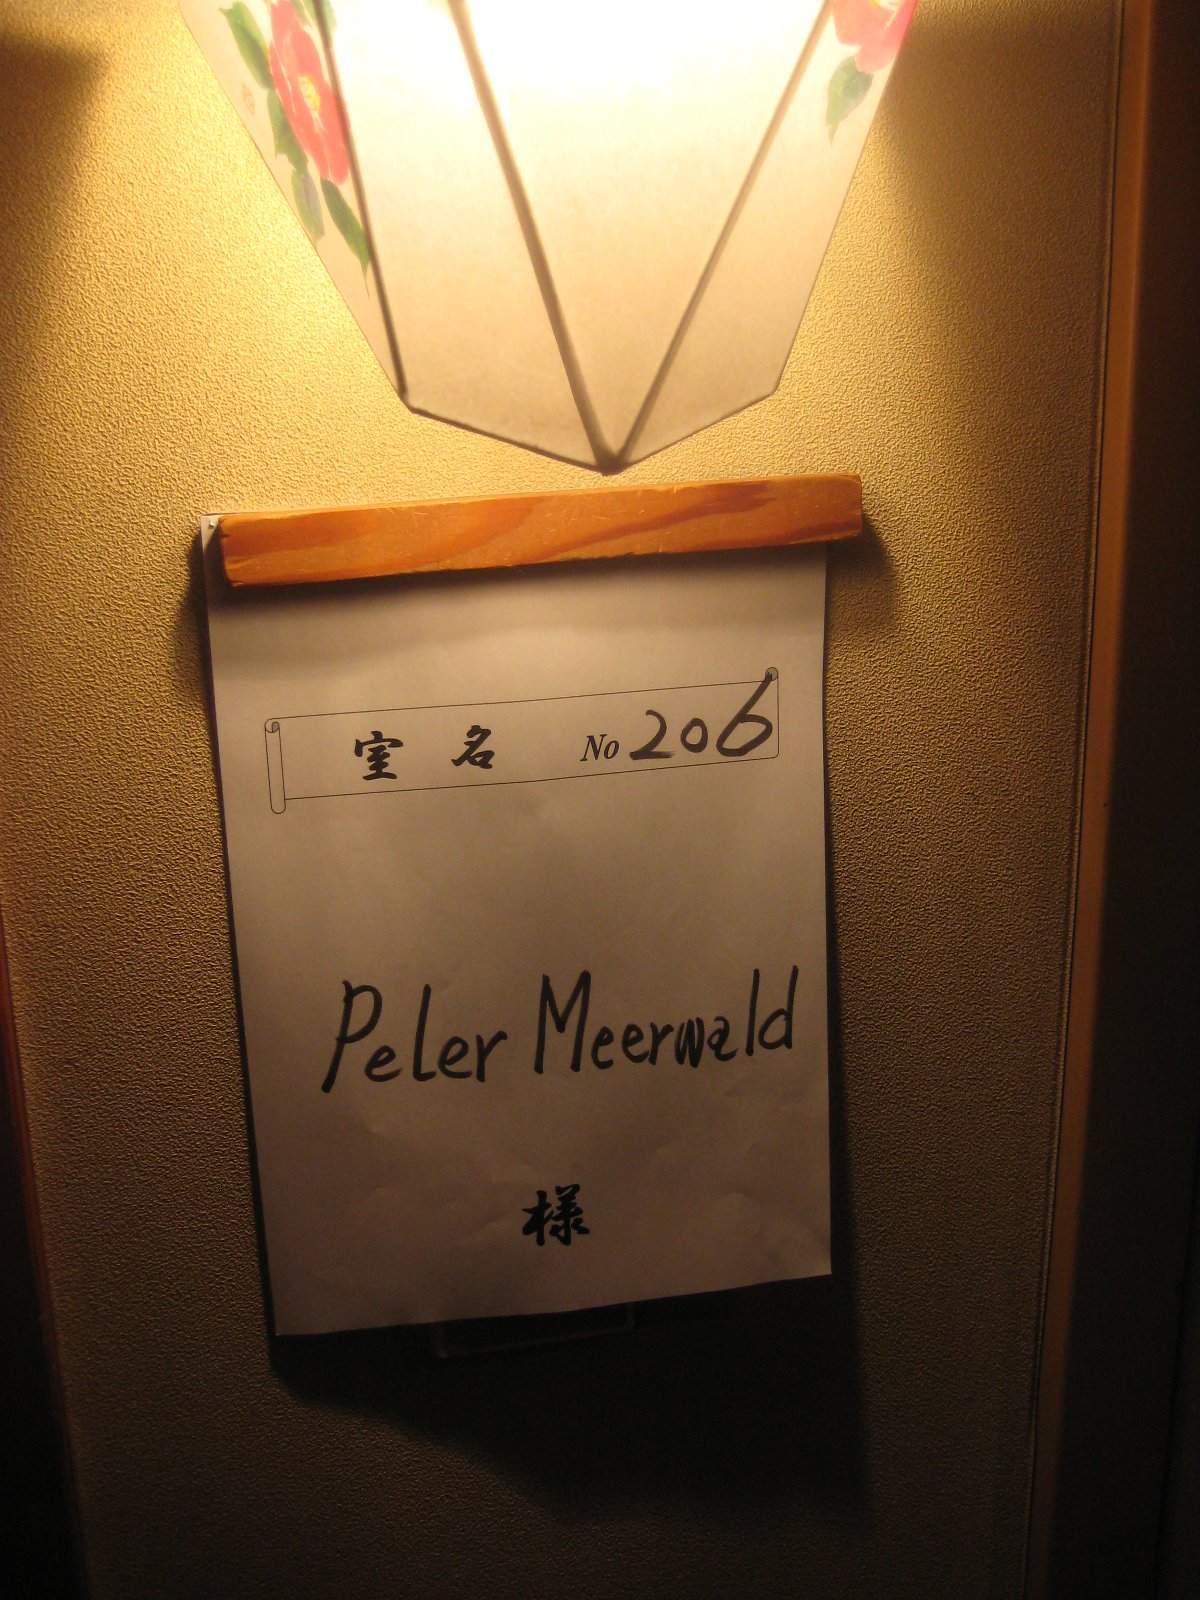 室名 No 206
Peler Meerwald
様